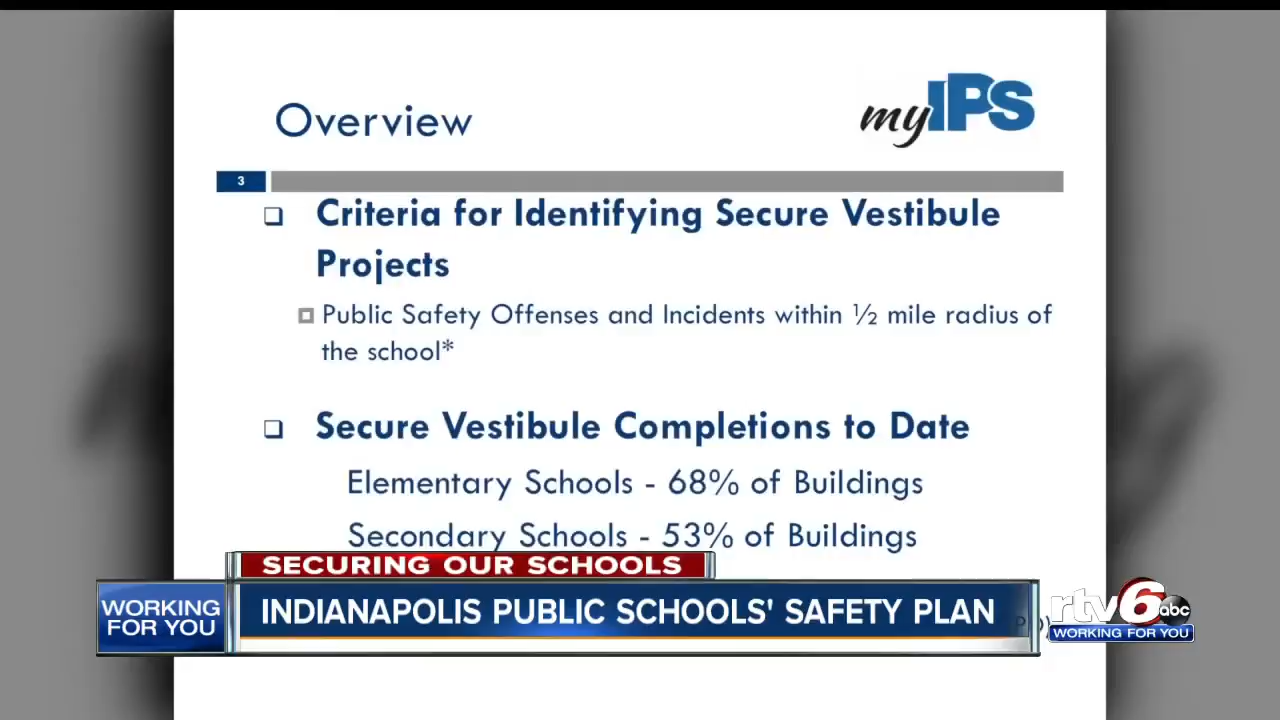 Overview
myIPS
3
Criteria for Identifying Secure Vestibule
Projects
Public Safety Offenses and Incidents within ½ mile radius of
the school*
Secure Vestibule Completions to Date
Elementary Schools - 68% of Buildings
Secondary Schools - 53% of Buildings
SECURING OUR SCHOOLS
WORKING
FOR YOU
INDIANAPOLIS PUBLIC SCHOOLS' SAFETY PLAN
rtv6 abc
WORKING FOR YOU